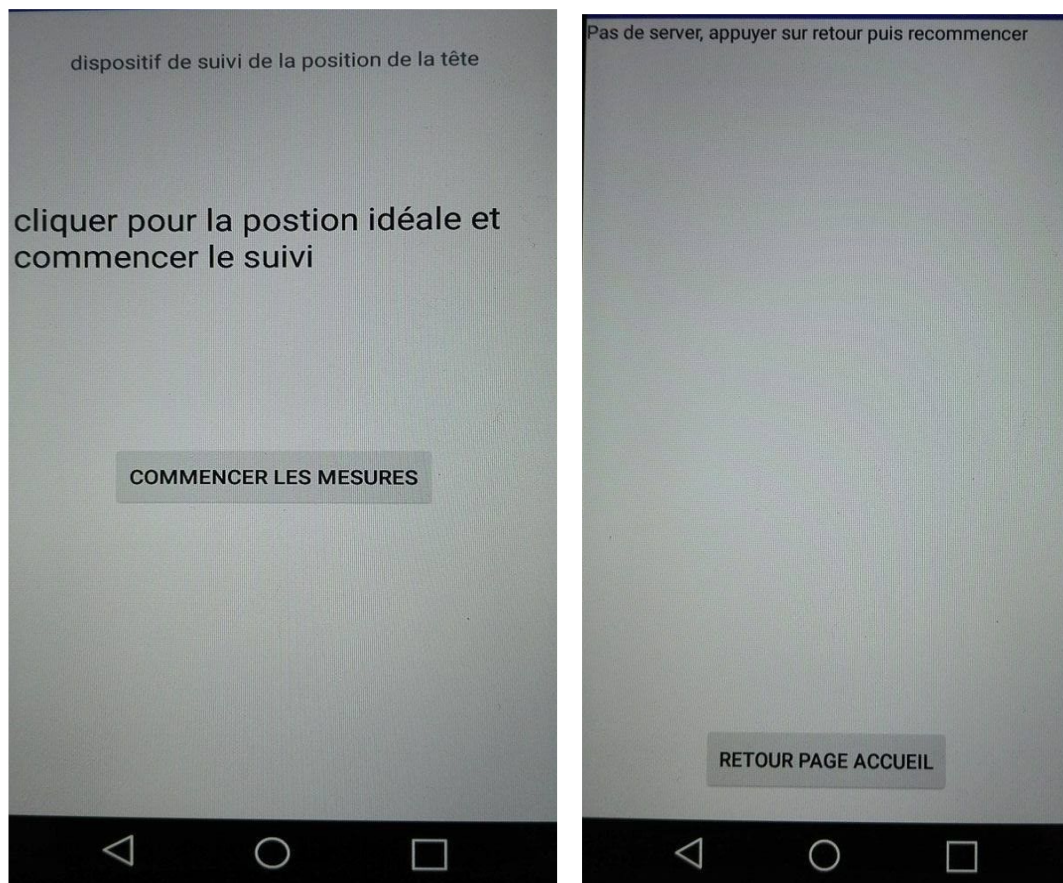 dispositif de suivi de la position de la tête
cliquer pour la postion idéale et
commencer le suivi
COMMENCER LES MESURES
Pas de server, appuyer sur retour puis recommencer
RETOUR PAGE ACCUEIL